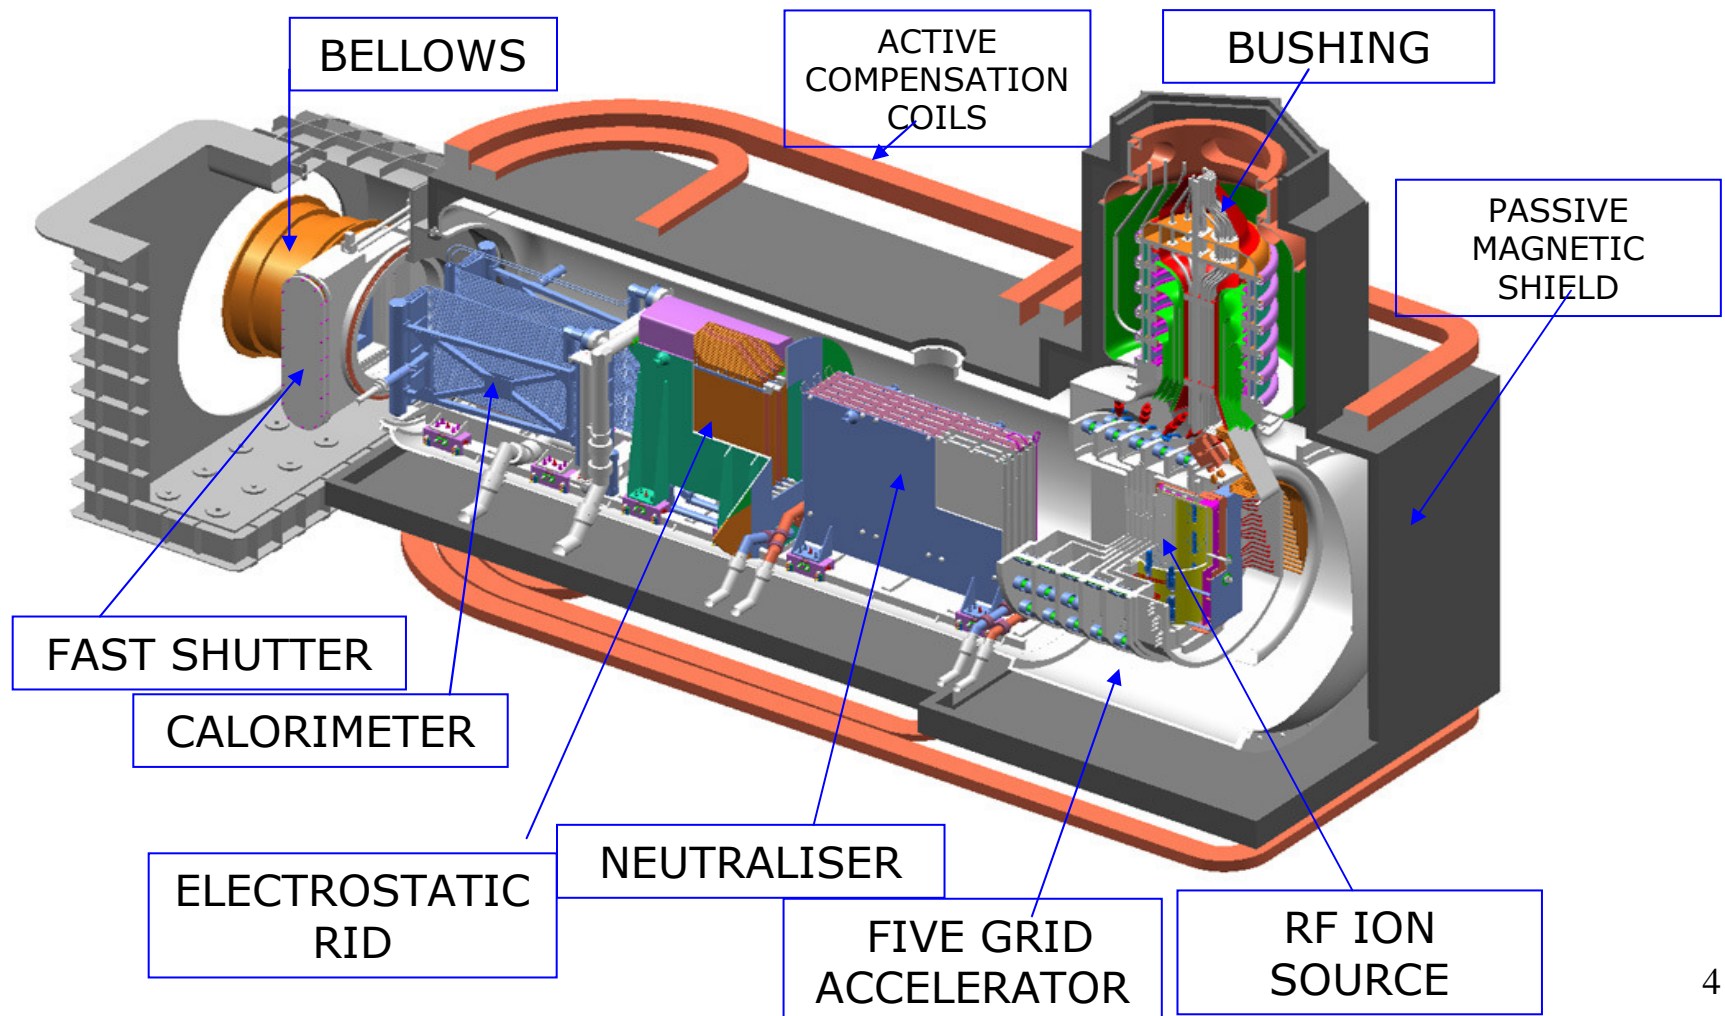 BELLOWS
ACTIVE
COMPENSATION
COILS
BUSHING
PASSIVE
MAGNETIC
SHIELD
FAST SHUTTER
CALORIMETER
ELECTROSTATIC
RID
NEUTRALISER
FIVE GRID
ACCELERATOR
RF ION
SOURCE
4